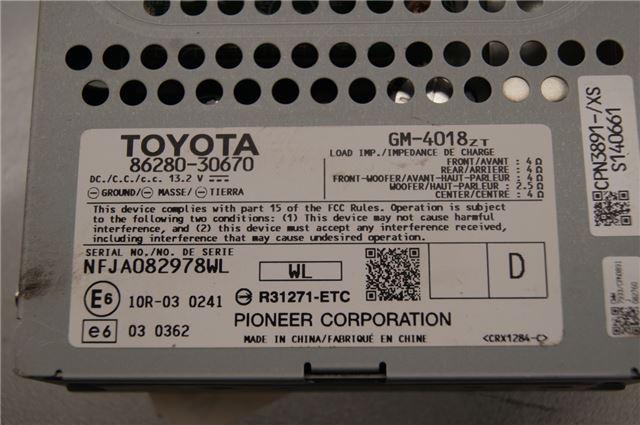 TOYOTA
86280-30670
GM-4018ZT
DC./C.C./c.c. 13.2 V
LOAD IMP./IMPEDANCE DE CHARGE
FRONT/AVANT : 4Ω
REAR/ARRIERE : 4Ω
FRONT-WOOFER/AVANT-HAUT-PARLEUR : 4Ω
WOOFER/HAUT-PARLEUR : 2.5Ω
CENTER/CENTRE : 4Ω
GROUND/ MASSE/ TIERRA
This device complies with part 15 of the FCC Rules. Operation is subject
to the following two conditions: (1) This device may not cause harmful
interference, and (2) this device must accept any interference received,
including interference that may cause undesired operation.
SERIAL NO./NO. DE SERIE
NFJA082978WL
WL
D
E6 10R-03 0241
R31271-ETC
e6 03 0362
PIONEER CORPORATION
MADE IN CHINA/FABRIQUÉ EN CHINE
<CRX1284-C>
CPN3891-/XS
S140661